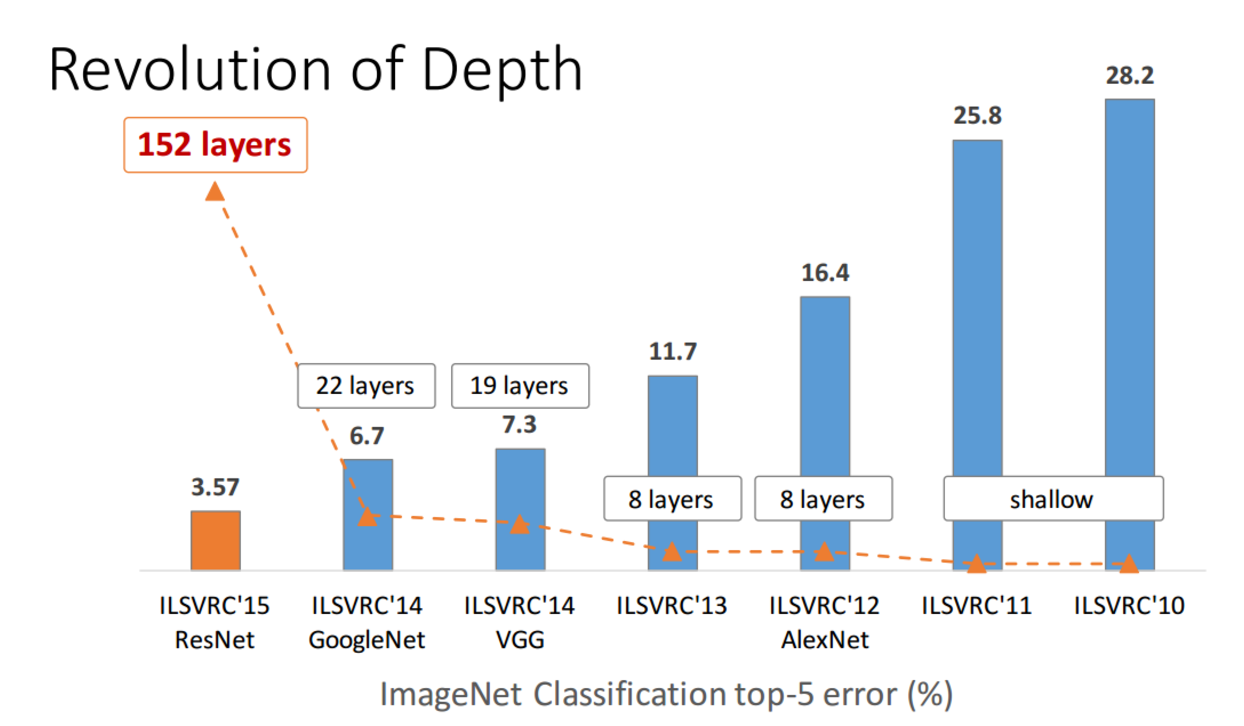 Revolution of Depth
28.2
25.8
152 layers
16.4
11.7
22 layers
19 layers
7.3
6.7
3.57
8 layers
8 layers
shallow
ILSVRC'15 ILSVRC'14 ILSVRC'14 ILSVRC'13 ILSVRC'12 ILSVRC'11 ILSVRC'10
ResNet GoogleNet VGG AlexNet
ImageNet Classification top-5 error (%)